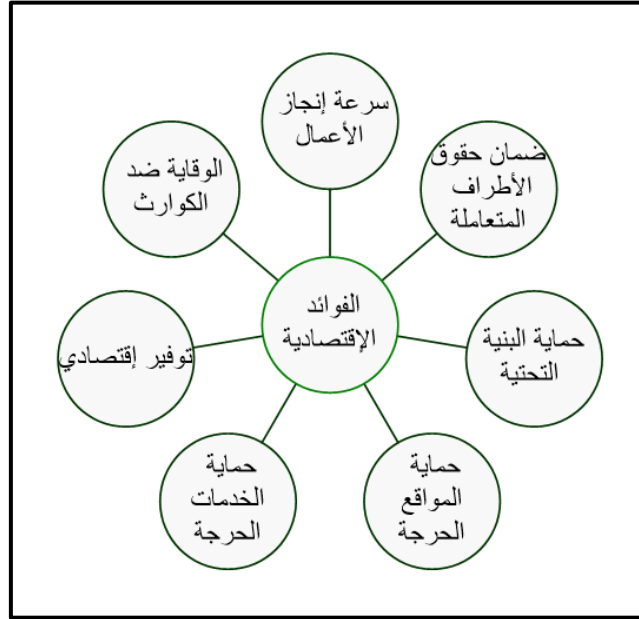 سرعة إنجاز
الأعمال
ضمان حقوق
الأطراف
المتعاملة
حماية البنية
التحتية
حماية
المواقع
الحرجة
حماية
الخدمات
الحرجة
توفير إقتصادي
الوقاية ضد
الكوارث
الفوائد
الإقتصادية